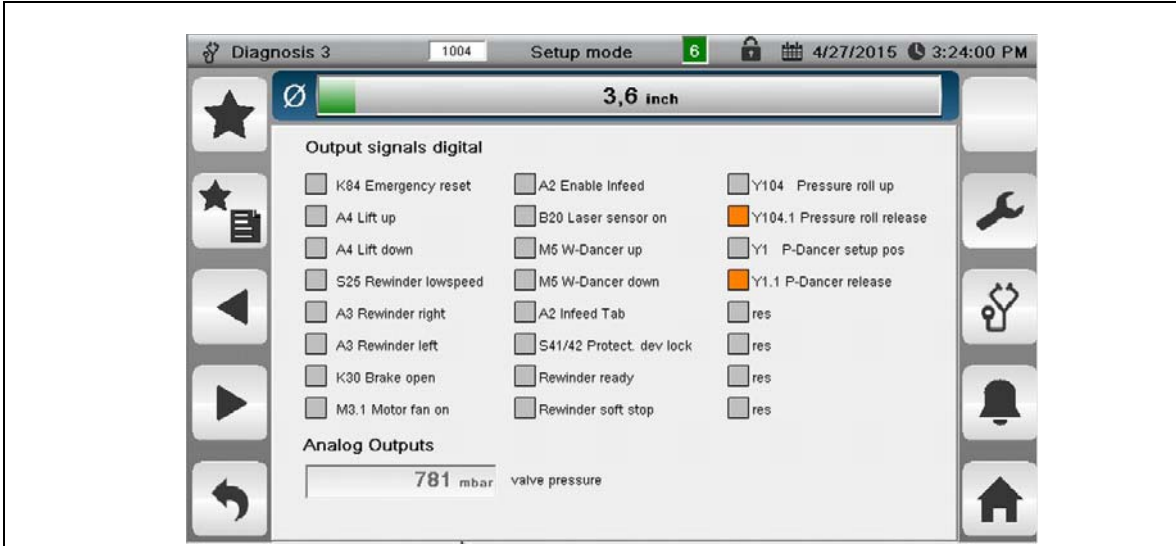 Diagnosis 3 1004 Setup mode 6 4/27/2015 3:24:00 PM
Ø 3,6 inch
Output signals digital
K84 Emergency reset A2 Enable Infeed Y104 Pressure roll up
A4 Lift up B20 Laser sensor on Y104.1 Pressure roll release
A4 Lift down M5 W-Dancer up Y1 P-Dancer setup pos
S25 Rewinder lowspeed M5 W-Dancer down Y1.1 P-Dancer release
A3 Rewinder right A2 Infeed Tab res
A3 Rewinder left S41/42 Protect. dev lock res
K30 Brake open Rewinder ready res
M3.1 Motor fan on Rewinder soft stop res
Analog Outputs
781 mbar valve pressure